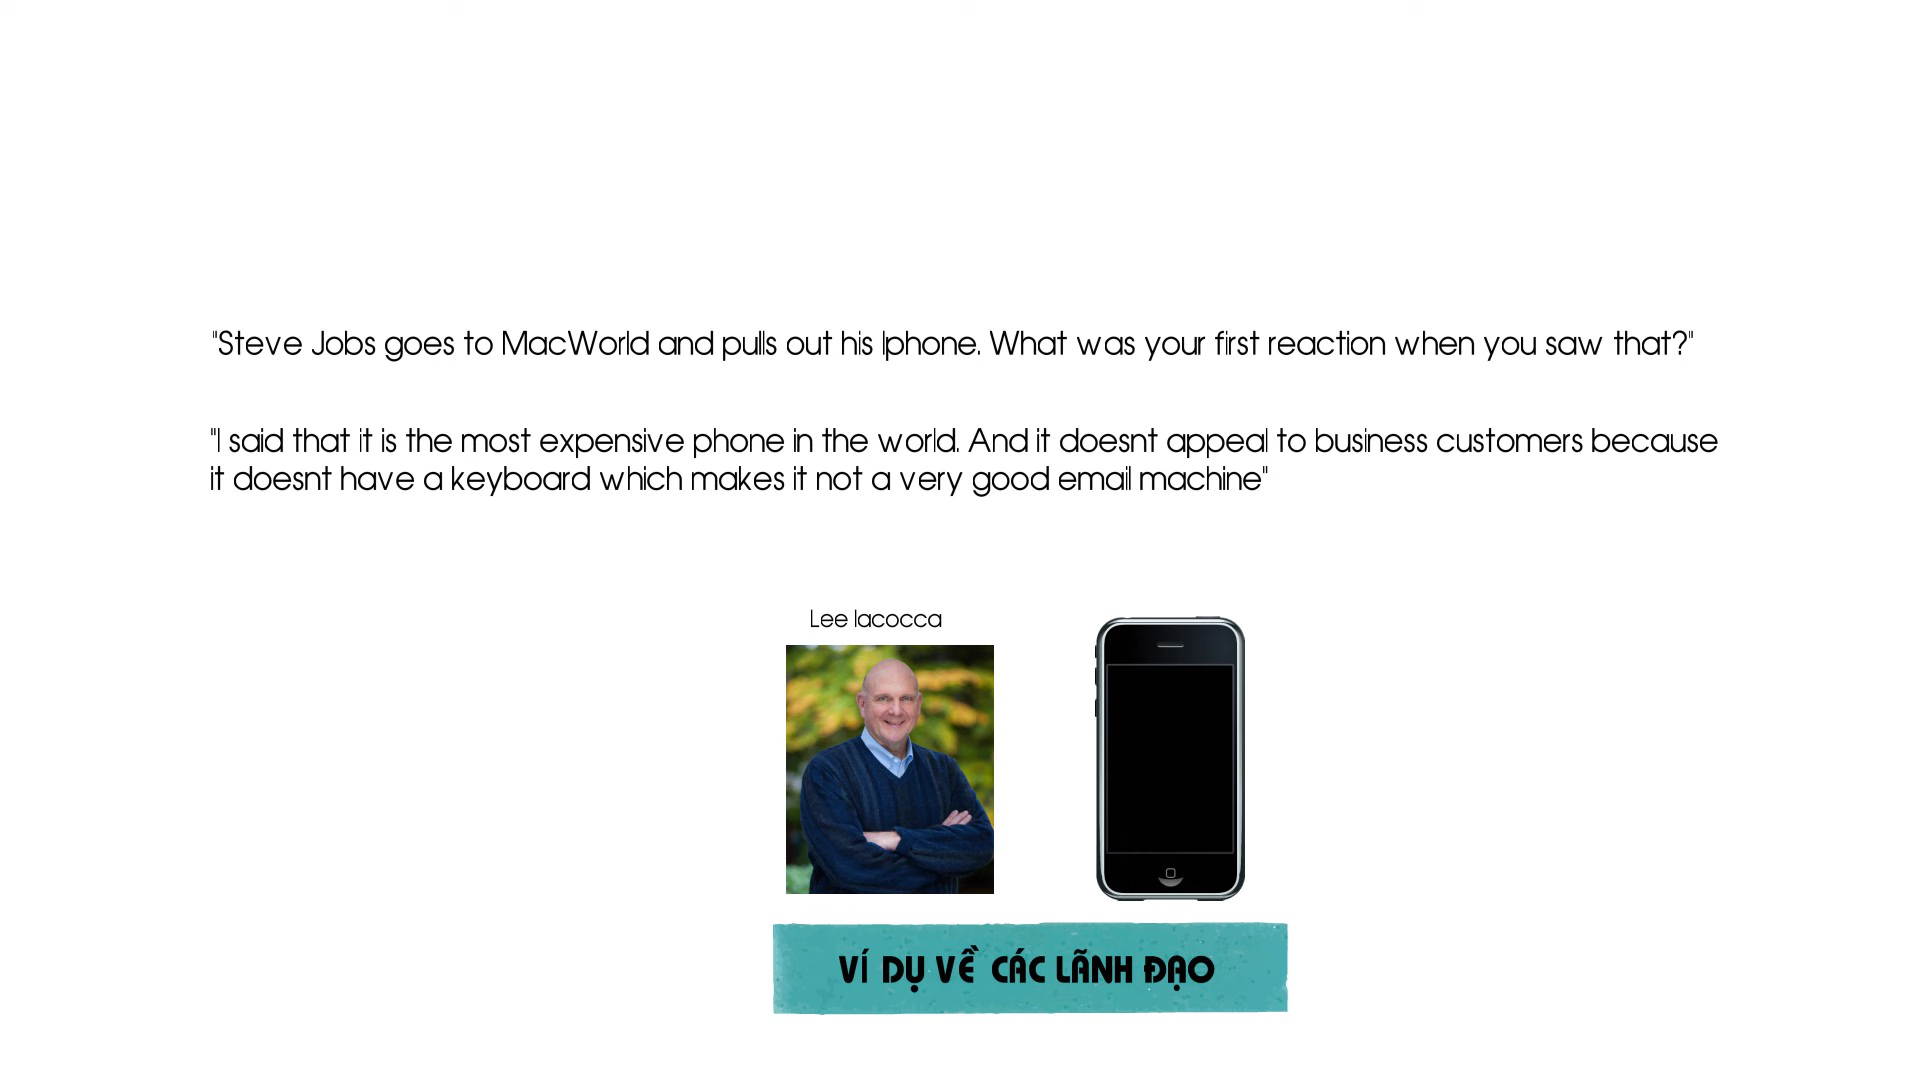 "Steve Jobs goes to MacWorld and pulls out his Iphone. What was your first reaction when you saw that?"
"I said that it is the most expensive phone in the world. And it doesnt appeal to business customers because
it doesnt have a keyboard which makes it not a very good email machine"
Lee Iacocca
VÍ DỤ VỀ CÁC LÃNH ĐẠO